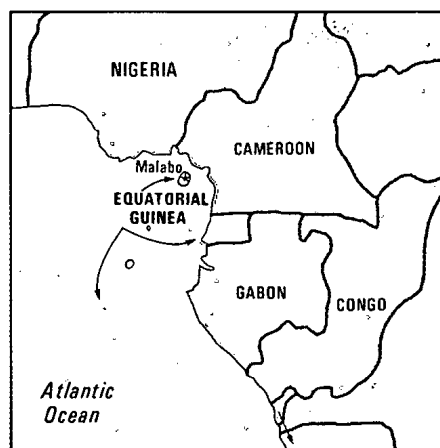 NIGERIA
Malabo
CAMEROON
EQUATORIAL
GUINEA
GABON
CONGO
Atlantic
Ocean